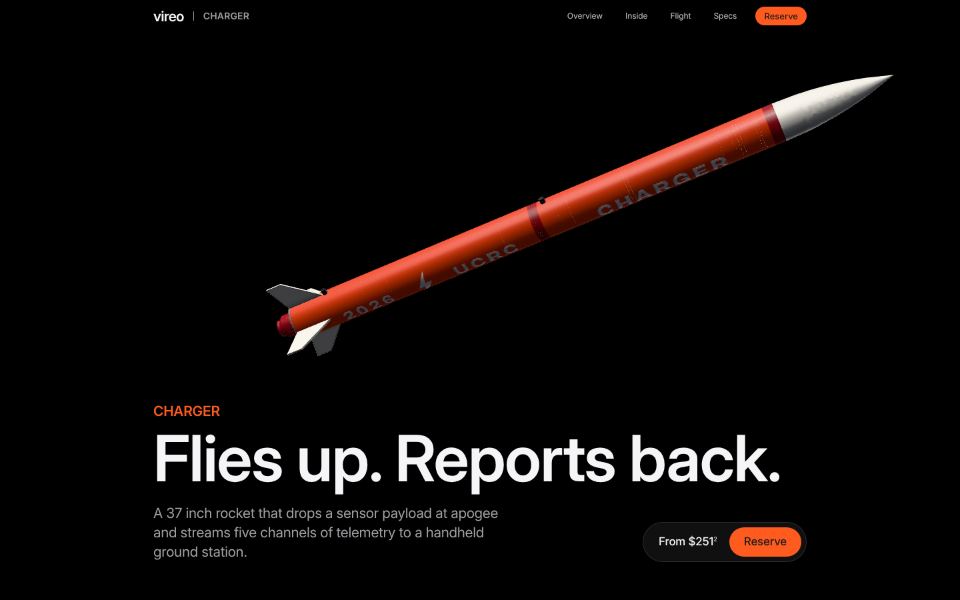 vireo | CHARGER
Overview Inside Flight Specs Reserve
CHARGER
UCRC
2026
CHARGER
Flies up. Reports back.
A 37 inch rocket that drops a sensor payload at apogee
and streams five channels of telemetry to a handheld
ground station.
From $251² Reserve